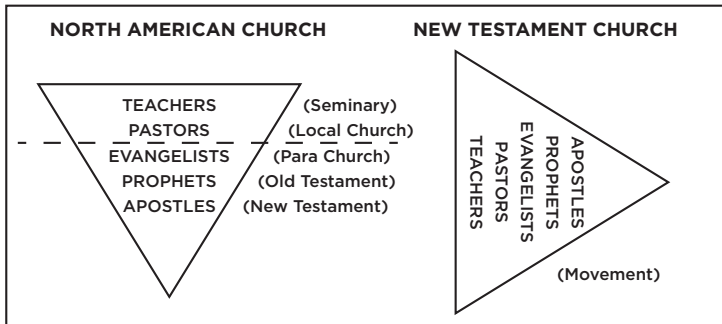 NORTH AMERICAN CHURCH
TEACHERS (Seminary)
PASTORS (Local Church)
EVANGELISTS (Para Church)
PROPHETS (Old Testament)
APOSTLES (New Testament)
NEW TESTAMENT CHURCH
TEACHERS
PASTORS
EVANGELISTS
PROPHETS
APOSTLES
(Movement)